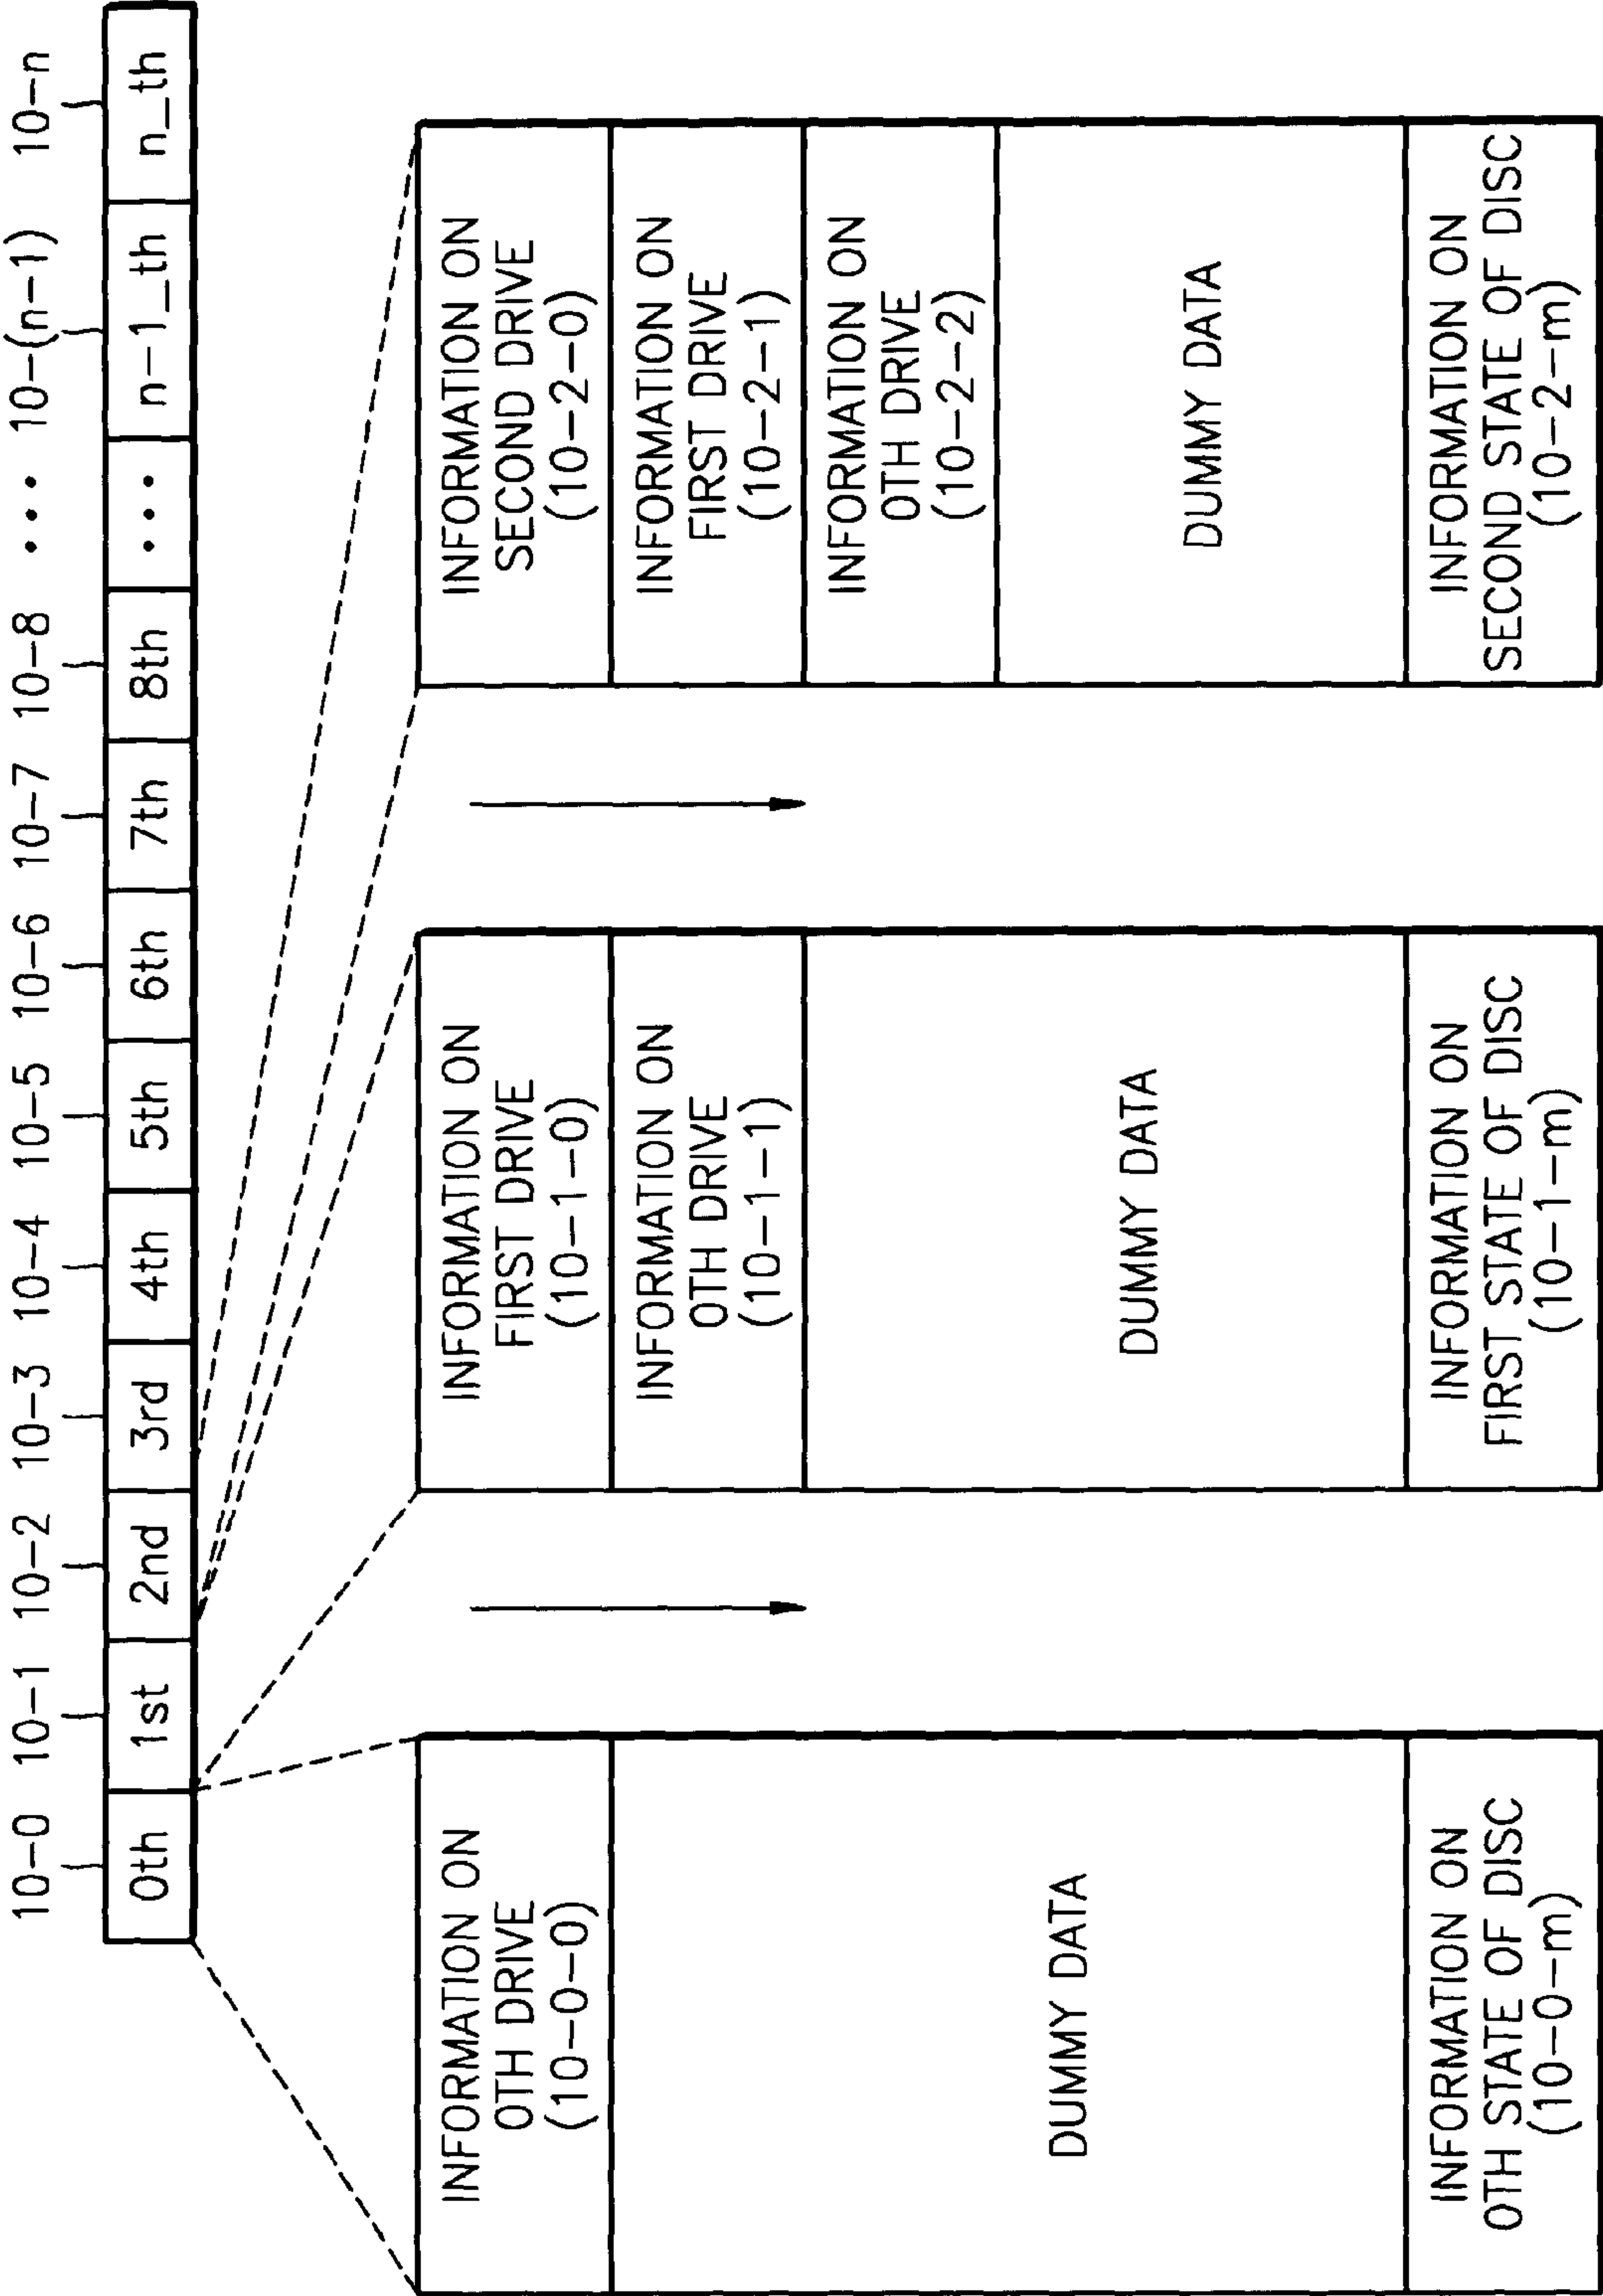 10-0 10-1 10-2 10-3 10-4 10-5 10-6 10-7 10-8 ... 10-(n-1) 10-n
0th 1st 2nd 3rd 4th 5th 6th 7th 8th ... n-1_th n_th
INFORMATION ON
0TH DRIVE
(10-0-0)
DUMMY DATA
INFORMATION ON
0TH STATE OF DISC
(10-0-m)
INFORMATION ON
FIRST DRIVE
(10-1-0)
INFORMATION ON
0TH DRIVE
(10-1-1)
DUMMY DATA
INFORMATION ON
FIRST STATE OF DISC
(10-1-m)
INFORMATION ON
SECOND DRIVE
(10-2-0)
INFORMATION ON
FIRST DRIVE
(10-2-1)
INFORMATION ON
0TH DRIVE
(10-2-2)
DUMMY DATA
INFORMATION ON
SECOND STATE OF DISC
(10-2-m)